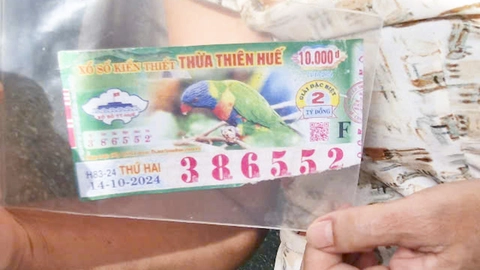 XỔ SỐ KIẾN THIẾT THỪA THIÊN HUẾ
10.000đ
GIẢI ĐẶC BIỆT
2
TỶ ĐỒNG
386552
F
H83-24 THỨ HAI
14-10-2024
386552